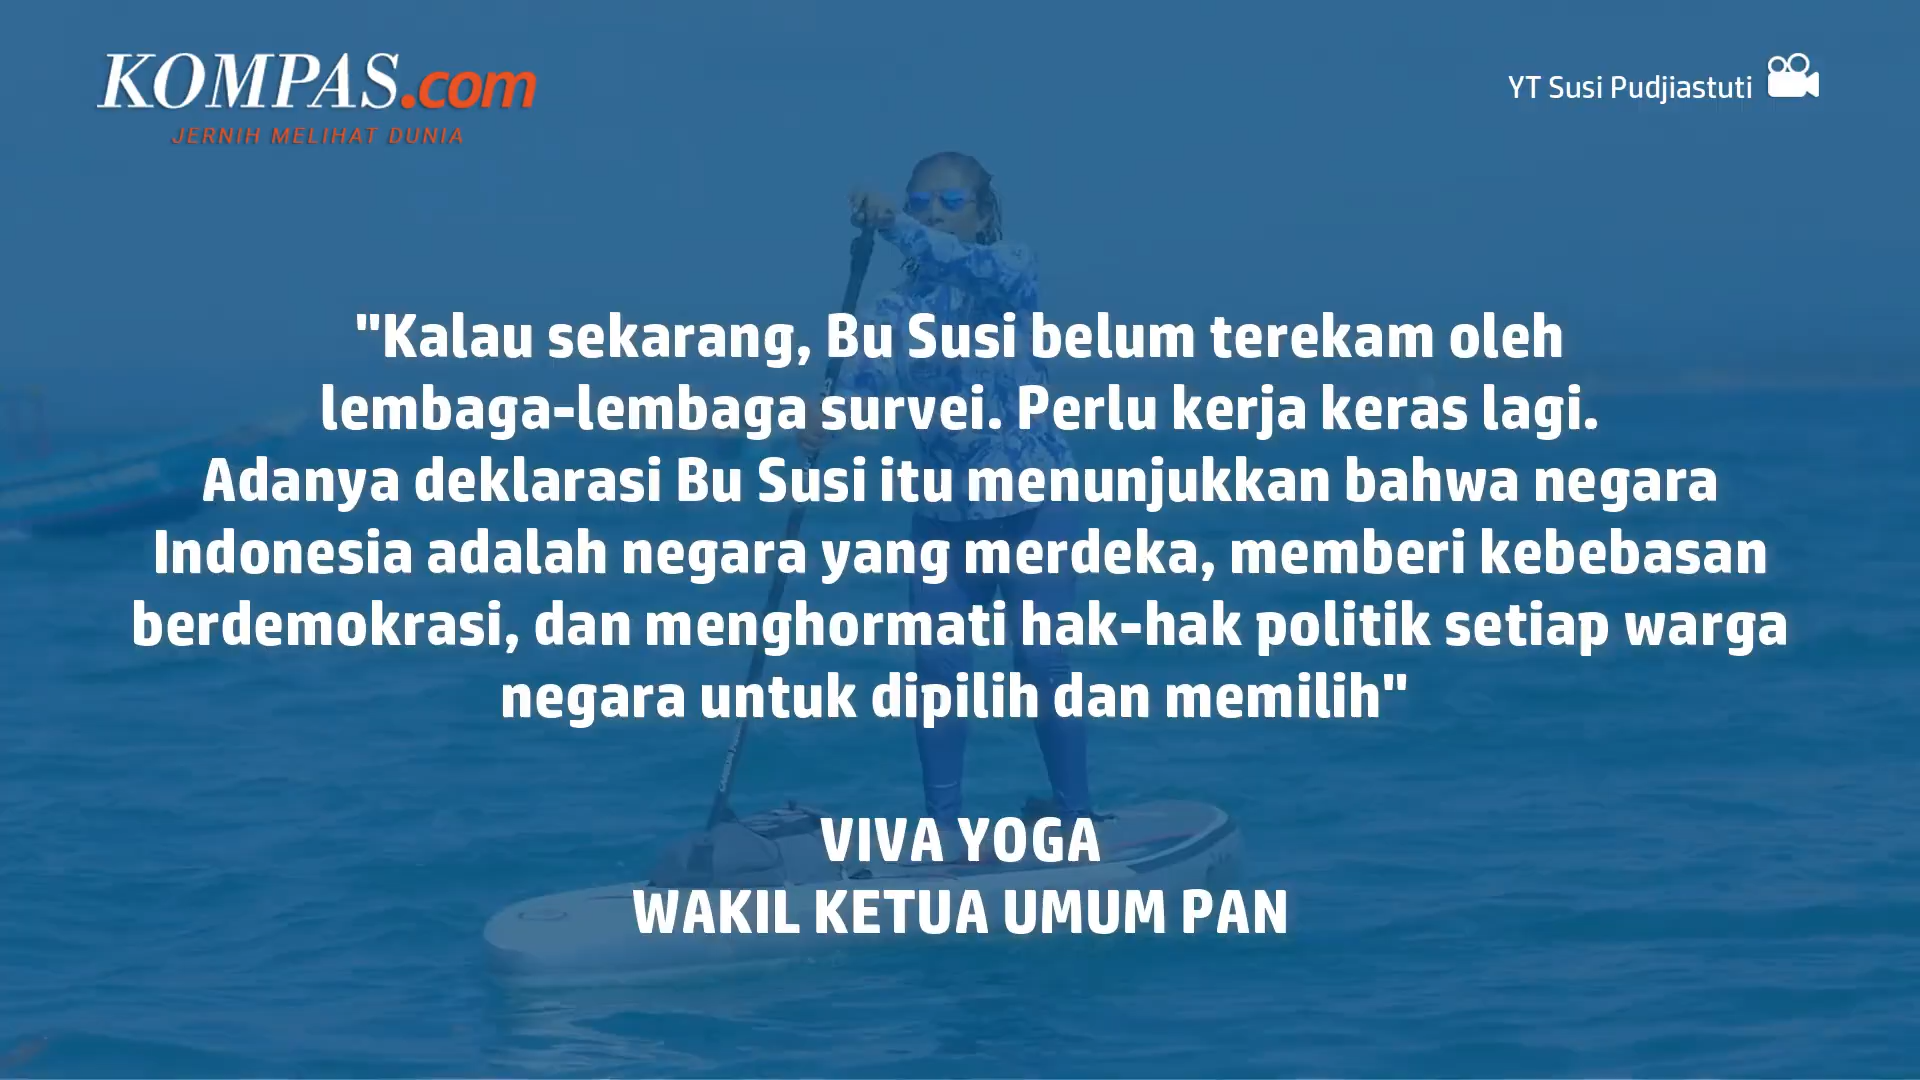 KOMPAS.com
JERNIH MELIHAT DUNIA
YT Susi Pudjiastuti
"Kalau sekarang, Bu Susi belum terekam oleh
lembaga-lembaga survei. Perlu kerja keras lagi.
Adanya deklarasi Bu Susi itu menunjukkan bahwa negara
Indonesia adalah negara yang merdeka, memberi kebebasan
berdemokrasi, dan menghormati hak-hak politik setiap warga
negara untuk dipilih dan memilih"
VIVA YOGA
WAKIL KETUA UMUM PAN